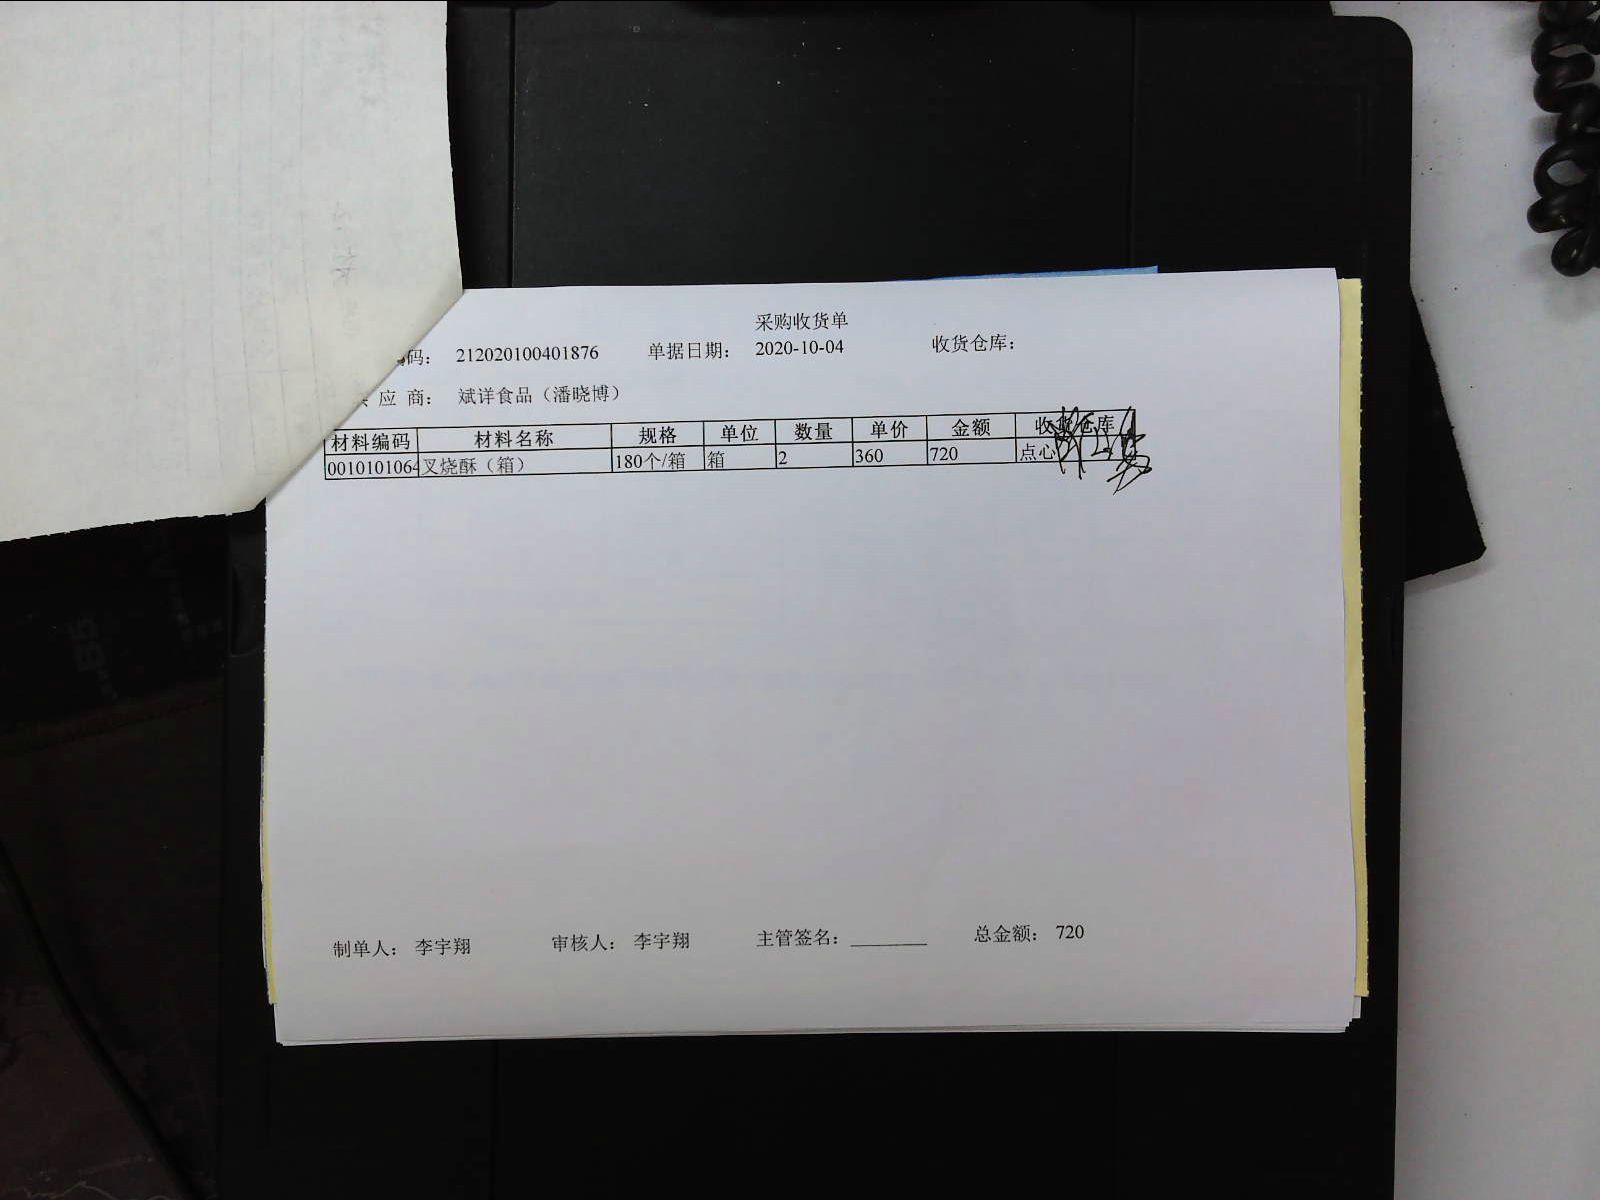 采购收货单
码： 212020100401876 单据日期： 2020-10-04 收货仓库：
应 商： 斌详食品（潘晓博）
材料编码 材料名称 规格 单位 数量 单价 金额 收货仓库
0010101064 叉烧酥（箱） 180个/箱 箱 2 360 720 点心
制单人： 李宇翔 审核人： 李宇翔 主管签名： 总金额： 720